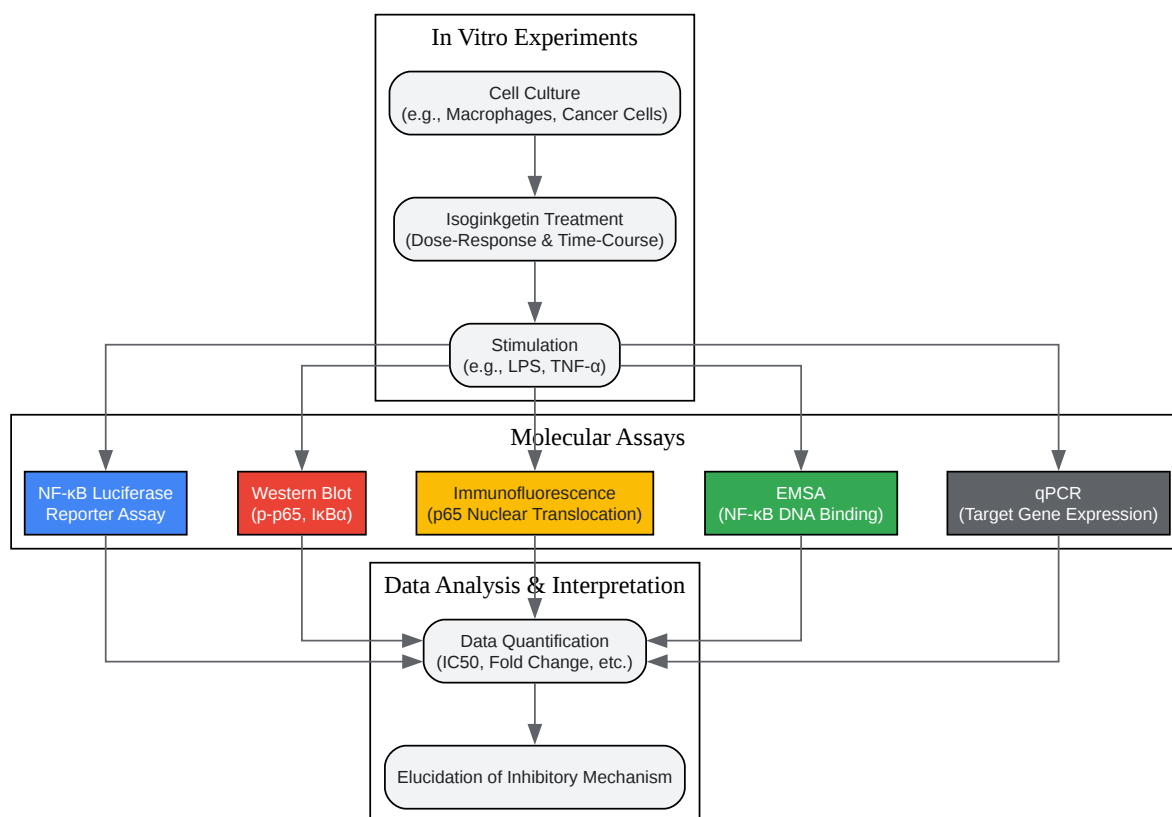 In Vitro Experiments
Cell Culture
(e.g., Macrophages, Cancer Cells)
Isoginkgetin Treatment
(Dose-Response & Time-Course)
Stimulation
(e.g., LPS, TNF-α)
Molecular Assays
NF-κB Luciferase
Reporter Assay
Western Blot
(p-p65, IκBα)
Immunofluorescence
(p65 Nuclear Translocation)
EMSA
(NF-κB DNA Binding)
qPCR
(Target Gene Expression)
Data Analysis & Interpretation
Data Quantification
(IC50, Fold Change, etc.)
Elucidation of Inhibitory Mechanism